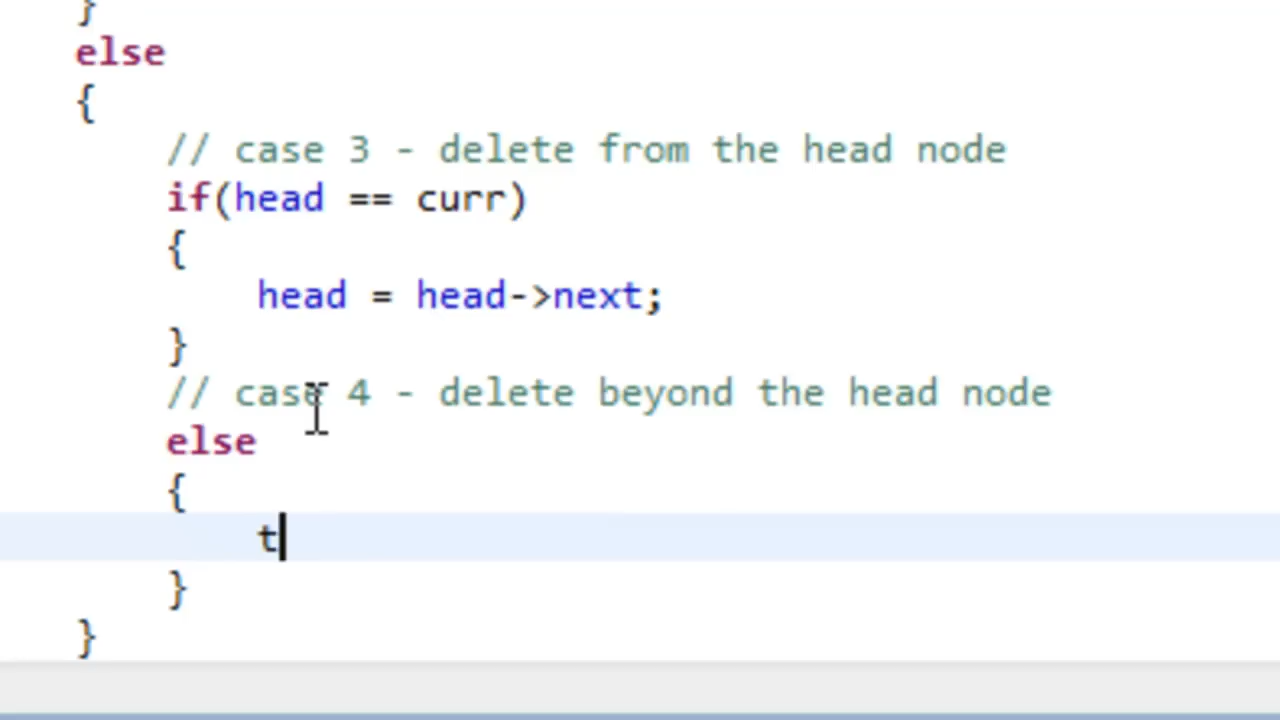 }
else
{
// case 3 - delete from the head node
if(head == curr)
{
head = head->next;
}
// case 4 - delete beyond the head node
else
{
t
}
}